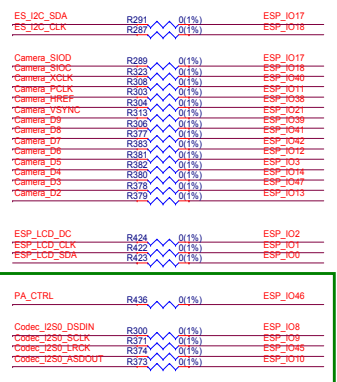 ES_I2C_SDA R291 0(1%) ESP_IO17
ES_I2C_CLK R287 0(1%) ESP_IO18
Camera_SIOD R289 0(1%) ESP_IO17
Camera_SIOC R323 0(1%) ESP_IO18
Camera_XCLK R308 0(1%) ESP_IO40
Camera_PCLK R303 0(1%) ESP_IO11
Camera_HREF R304 0(1%) ESP_IO38
Camera_VSYNC R313 0(1%) ESP_IO21
Camera_D9 R306 0(1%) ESP_IO39
Camera_D8 R377 0(1%) ESP_IO41
Camera_D7 R383 0(1%) ESP_IO42
Camera_D6 R381 0(1%) ESP_IO12
Camera_D5 R382 0(1%) ESP_IO3
Camera_D4 R380 0(1%) ESP_IO14
Camera_D3 R378 0(1%) ESP_IO47
Camera_D2 R379 0(1%) ESP_IO13
ESP_LCD_DC R424 0(1%) ESP_IO2
ESP_LCD_CLK R422 0(1%) ESP_IO1
ESP_LCD_SDA R423 0(1%) ESP_IO0
PA_CTRL R436 0(1%) ESP_IO46
Codec_I2S0_DSDIN R300 0(1%) ESP_IO8
Codec_I2S0_SCLK R371 0(1%) ESP_IO9
Codec_I2S0_LRCK R374 0(1%) ESP_IO45
Codec_I2S0_ASDOUT R373 0(1%) ESP_IO10